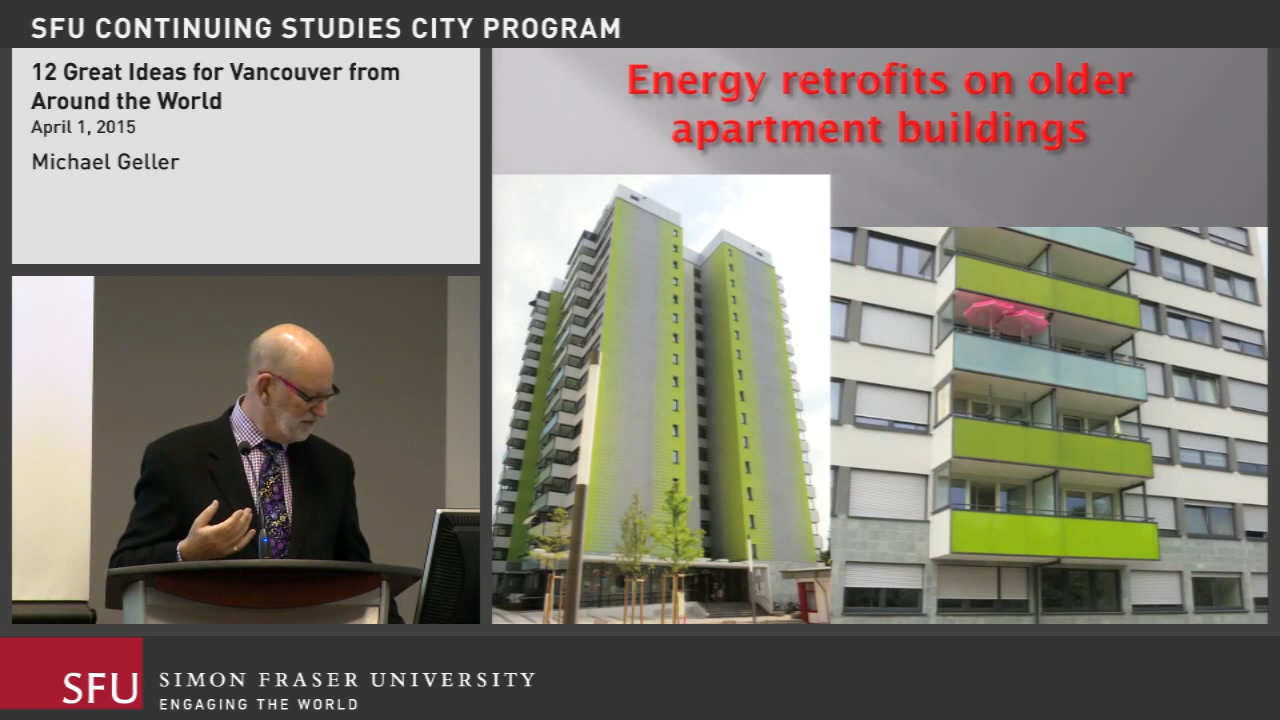 SFU CONTINUING STUDIES CITY PROGRAM
12 Great Ideas for Vancouver from
Around the World
April 1, 2015
Michael Geller
Energy retrofits on older
apartment buildings
SFU
SIMON FRASER UNIVERSITY
ENGAGING THE WORLD